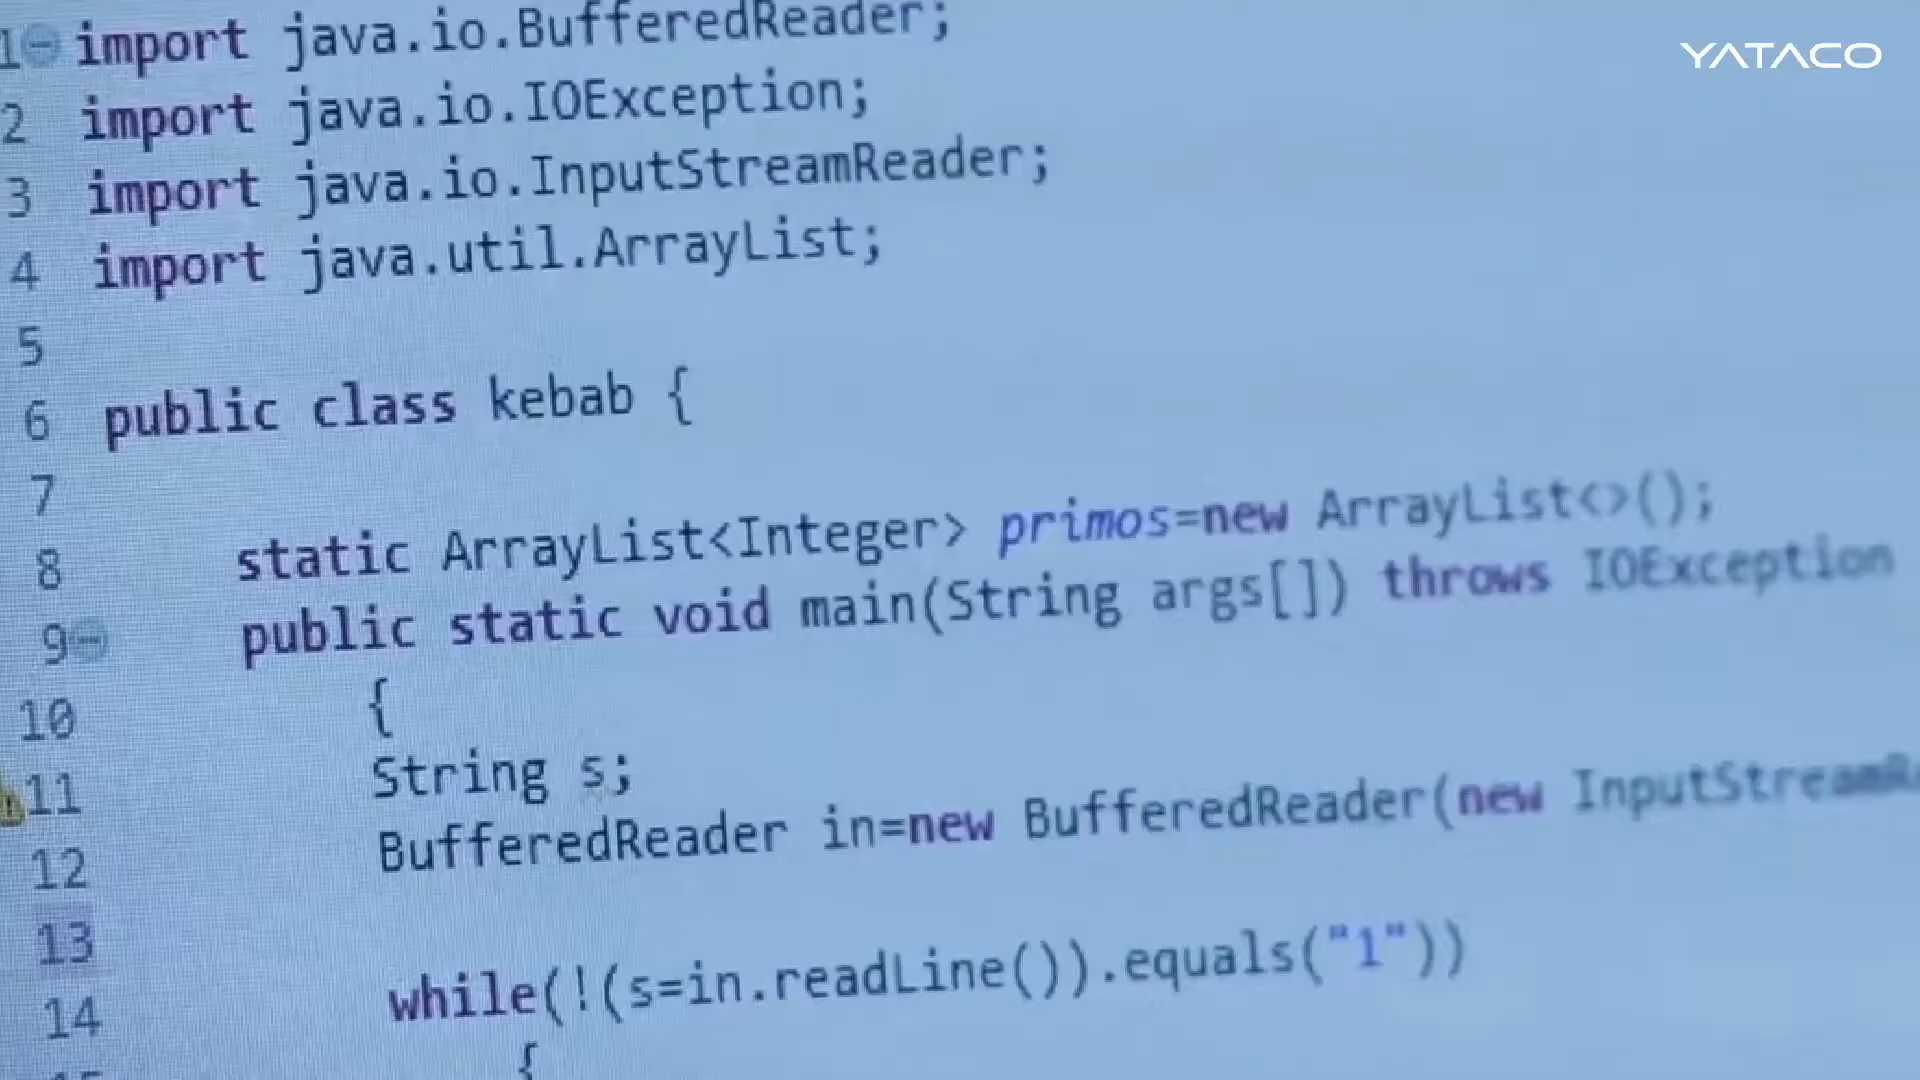 YATACO
1 import java.io.BufferedReader;
2 import java.io.IOException;
3 import java.io.InputStreamReader;
4 import java.util.ArrayList;
5
6 public class kebab {
7
8 static ArrayList<Integer> primos=new ArrayList<>();
9 public static void main(String args[]) throws IOException
10 {
11 String s;
12 BufferedReader in=new BufferedReader(new InputStreamR
13
14 while(!(s=in.readLine()).equals("1"))
{